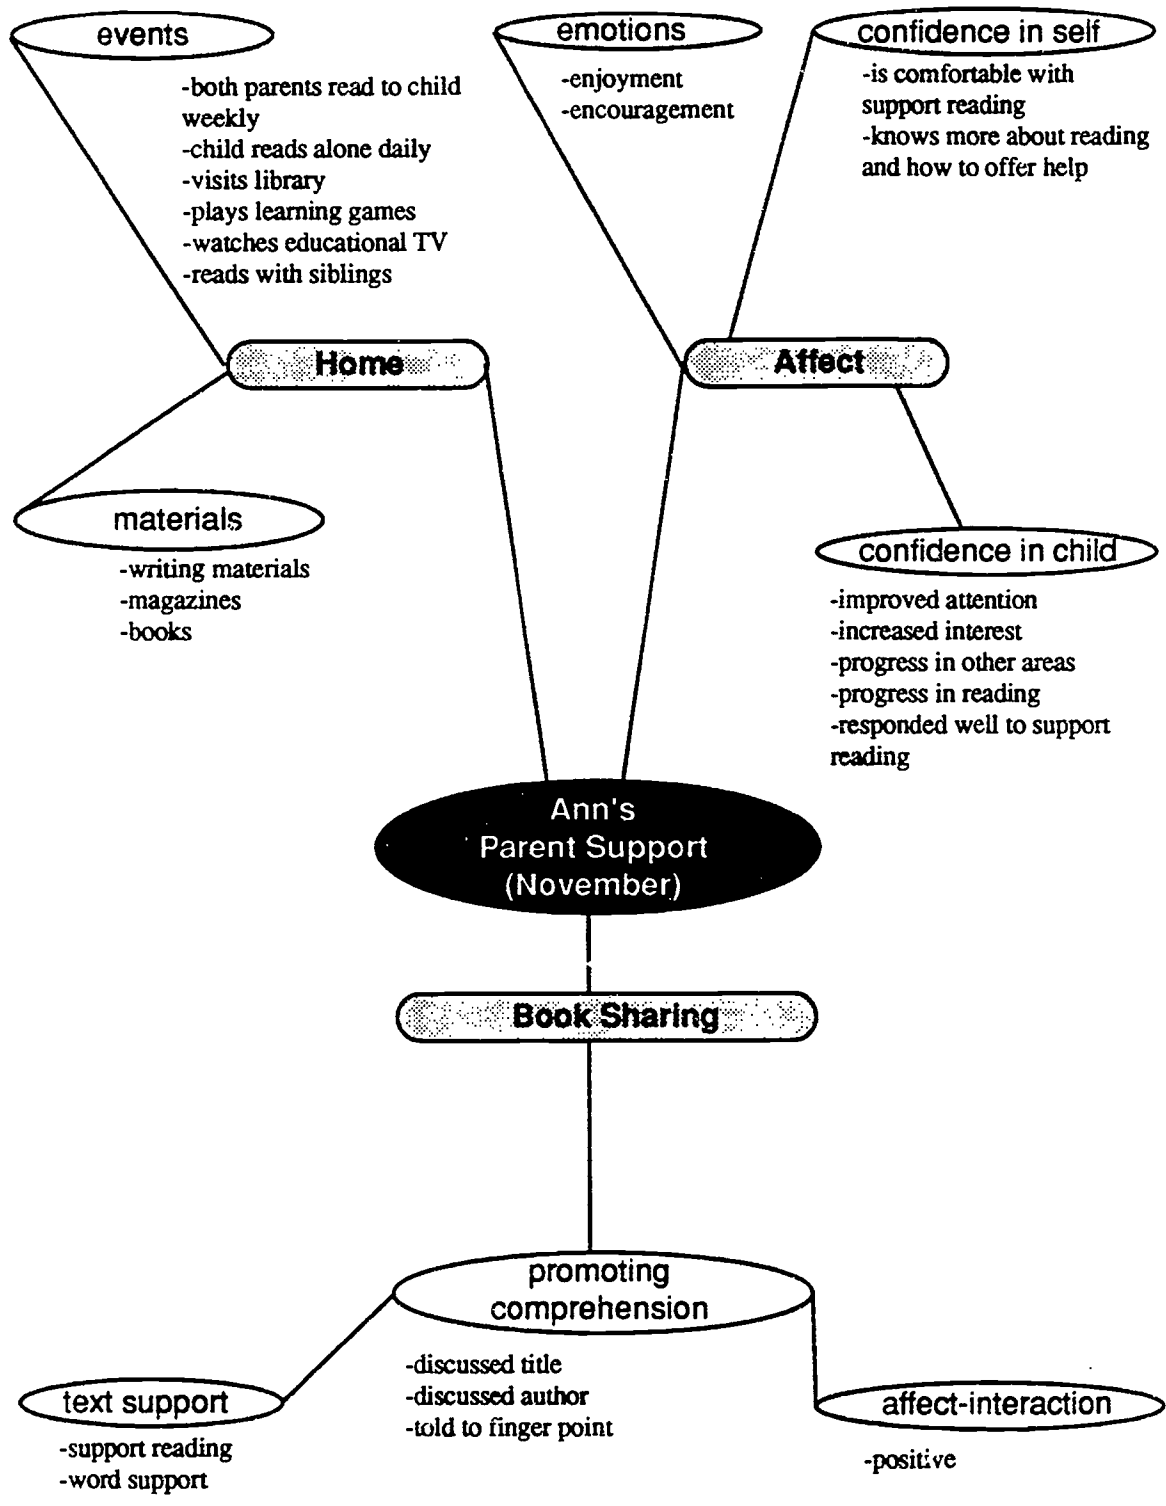 events
-both parents read to child
weekly
-child reads alone daily
-visits library
-plays learning games
-watches educational TV
-reads with siblings
emotions
-enjoyment
-encouragement
confidence in self
-is comfortable with
support reading
-knows more about reading
and how to offer help
Home
Affect
materials
-writing materials
-magazines
-books
confidence in child
-improved attention
-increased interest
-progress in other areas
-progress in reading
-responded well to support
reading
Ann's
Parent Support
(November)
Book Sharing
promoting
comprehension
-discussed title
-discussed author
-told to finger point
text support
-support reading
-word support
affect-interaction
-positive